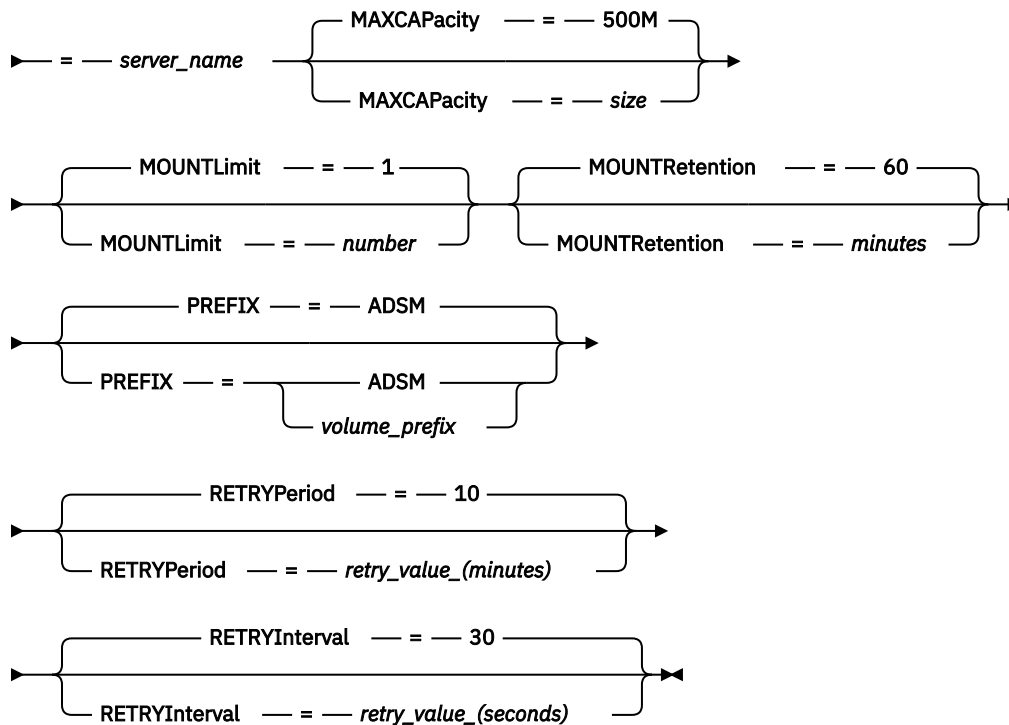 MAXCAPacity = 500M
= server_name
MAXCAPacity = size
MOUNTLimit = 1 MOUNTRetention = 60
MOUNTLimit = number MOUNTRetention = minutes
PREFIX = ADSM
PREFIX = ADSM
volume_prefix
RETRYPeriod = 10
RETRYPeriod = retry_value_(minutes)
RETRYInterval = 30
RETRYInterval = retry_value_(seconds)